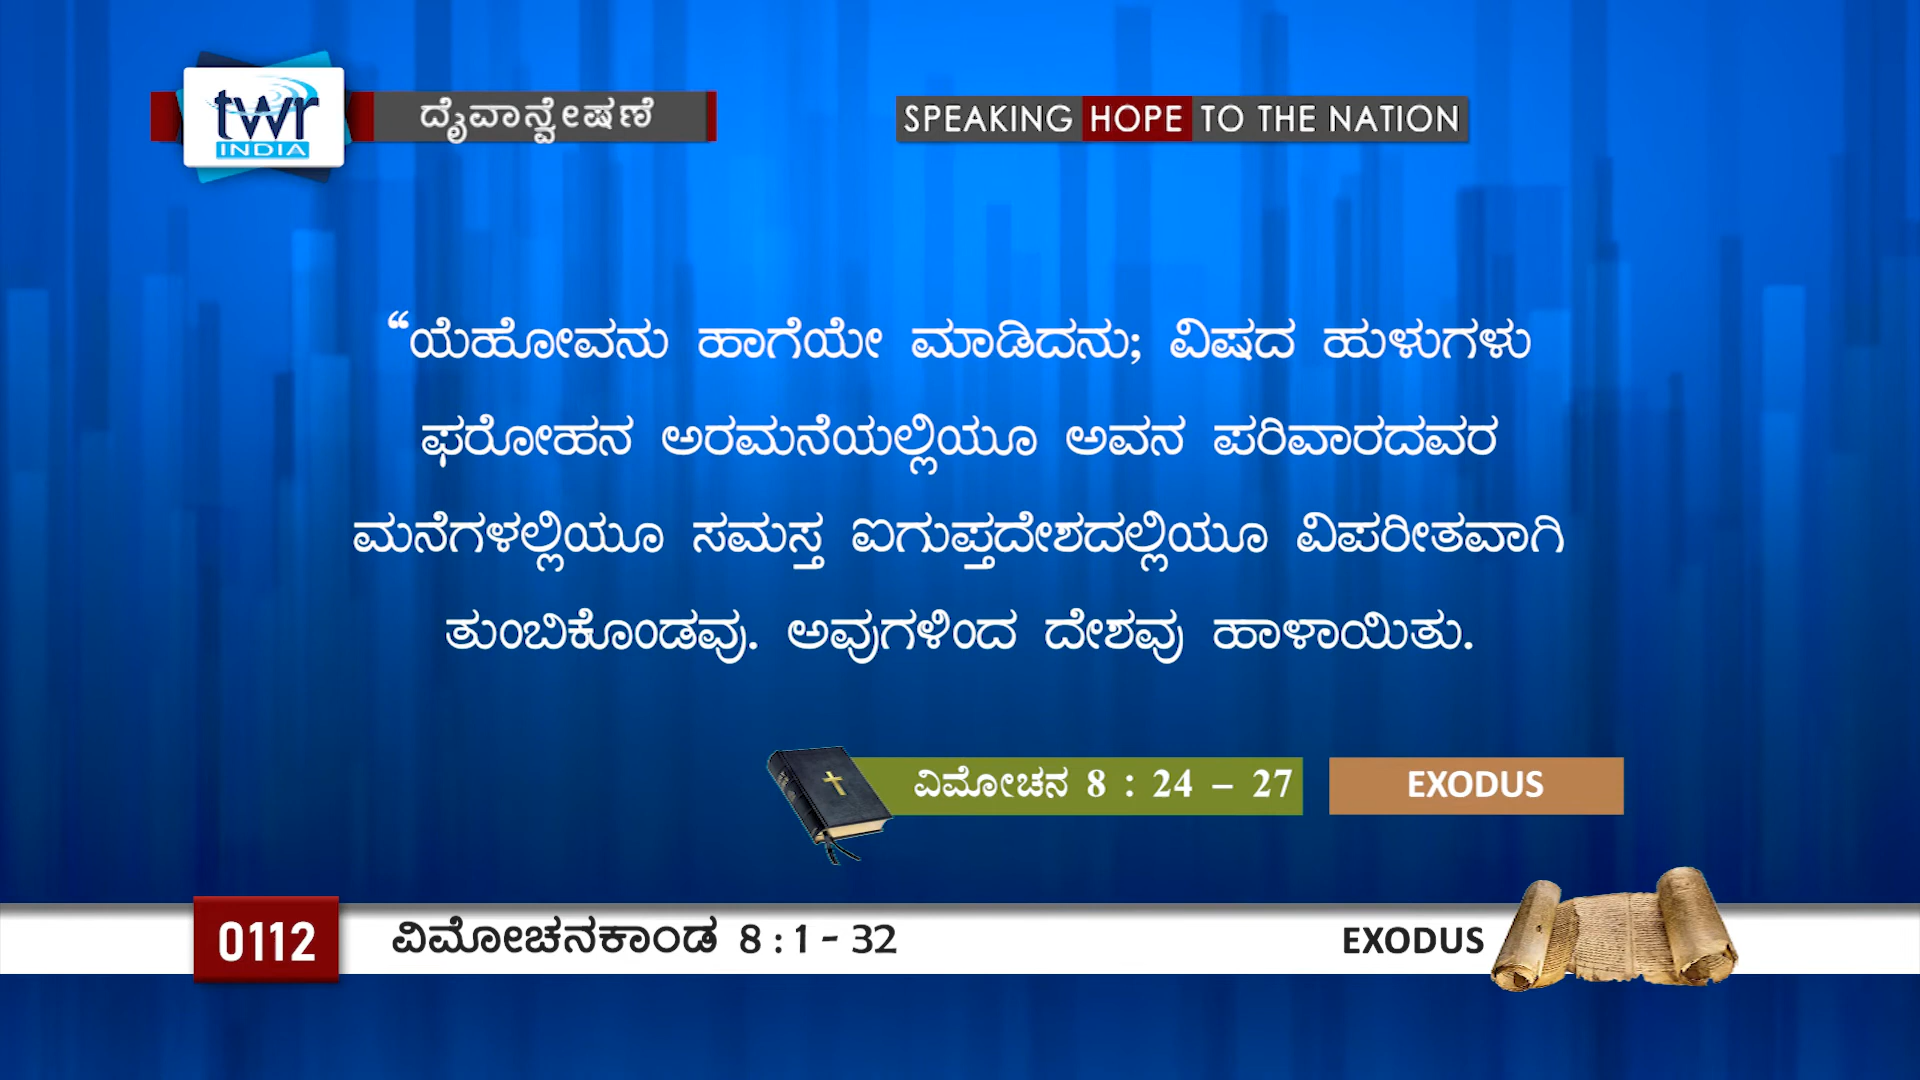 twr
INDIA
ದೈವಾನ್ವೇಷಣೆ
SPEAKING HOPE TO THE NATION
“ಯೆಹೋವನು ಹಾಗೆಯೇ ಮಾಡಿದನು; ವಿಷದ ಹುಳುಗಳು
ಫರೋಹನ ಅರಮನೆಯಲ್ಲಿಯೂ ಅವನ ಪರಿವಾರದವರ
ಮನೆಗಳಲ್ಲಿಯೂ ಸಮಸ್ತ ಐಗುಪ್ತದೇಶದಲ್ಲಿಯೂ ವಿಪರೀತವಾಗಿ
ತುಂಬಿಕೊಂಡವು. ಅವುಗಳಿಂದ ದೇಶವು ಹಾಳಾಯಿತು.
ವಿಮೋಚನ 8 : 24 – 27
EXODUS
0112
ವಿಮೋಚನಕಾಂಡ 8 : 1 - 32
EXODUS